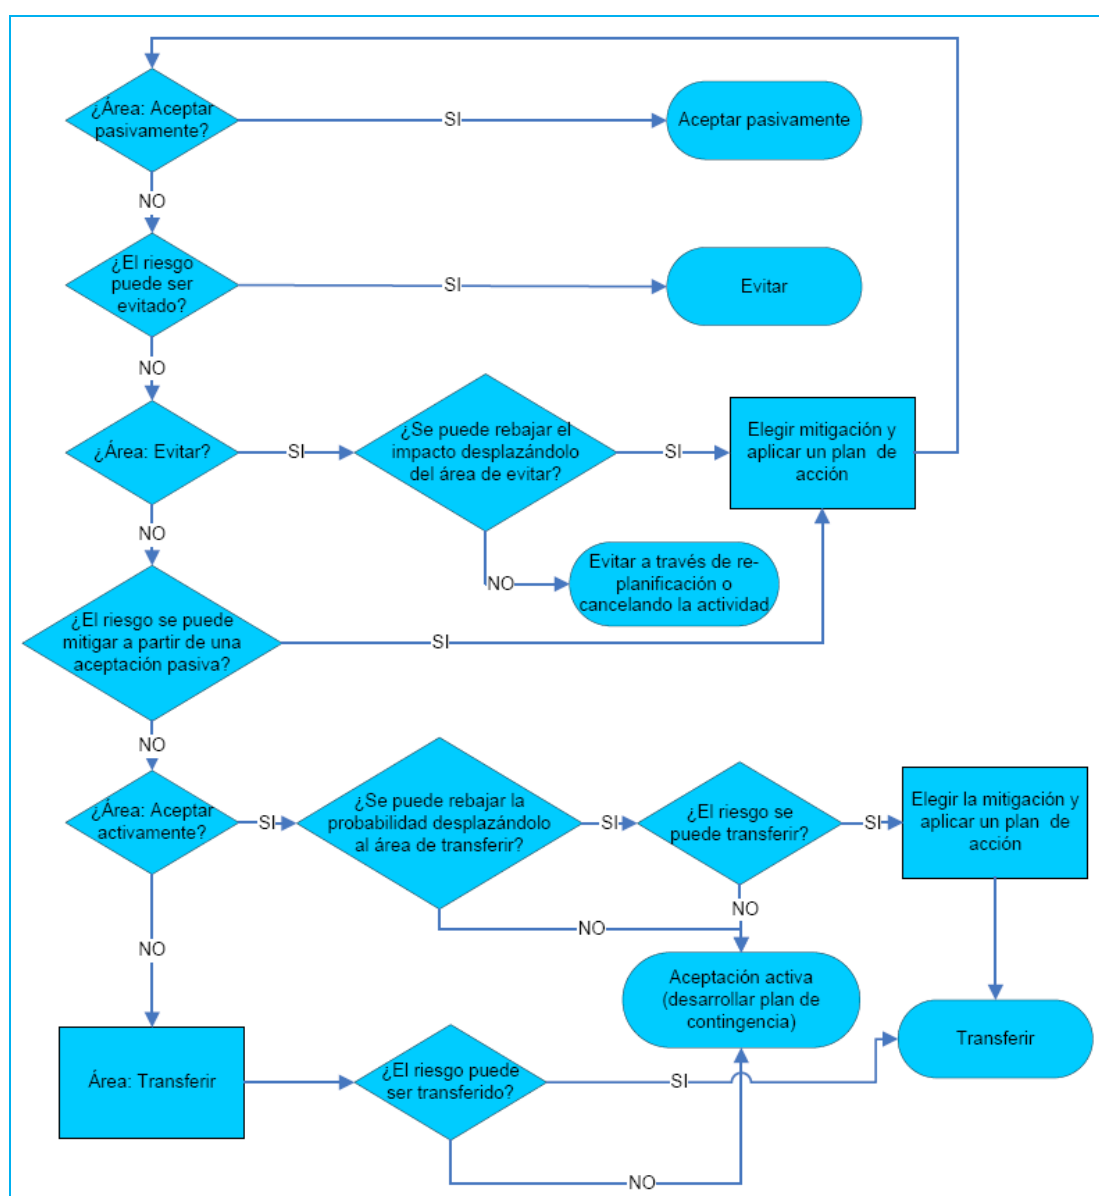 ¿Área: Aceptar
pasivamente?
SI
Aceptar pasivamente
NO
¿El riesgo
puede ser
evitado?
SI
Evitar
NO
¿Área: Evitar?
SI
¿Se puede rebajar el
impacto desplazándolo
del área de evitar?
SI
Elegir mitigación y
aplicar un plan de
acción
NO
NO
Evitar a través de re-
planificación o
cancelando la actividad
¿El riesgo se puede
mitigar a partir de una
aceptación pasiva?
SI
NO
¿Área: Aceptar
activamente?
SI
¿Se puede rebajar la
probabilidad desplazándolo
al área de transferir?
SI
¿El riesgo se
puede transferir?
SI
Elegir la mitigación y
aplicar un plan de
acción
NO
NO
NO
Aceptación activa
(desarrollar plan de
contingencia)
Transferir
Área: Transferir
¿El riesgo puede
ser transferido?
SI
NO